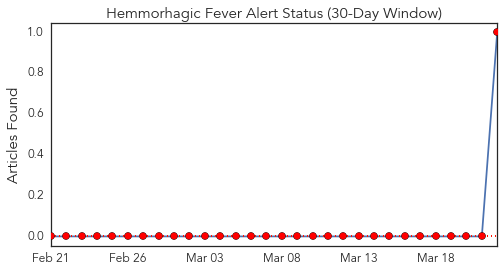 Hemmorhagic Fever Alert Status (30-Day Window)
Articles Found
1.0
0.8
0.6
0.4
0.2
0.0
Feb 21 Feb 26 Mar 03 Mar 08 Mar 13 Mar 18